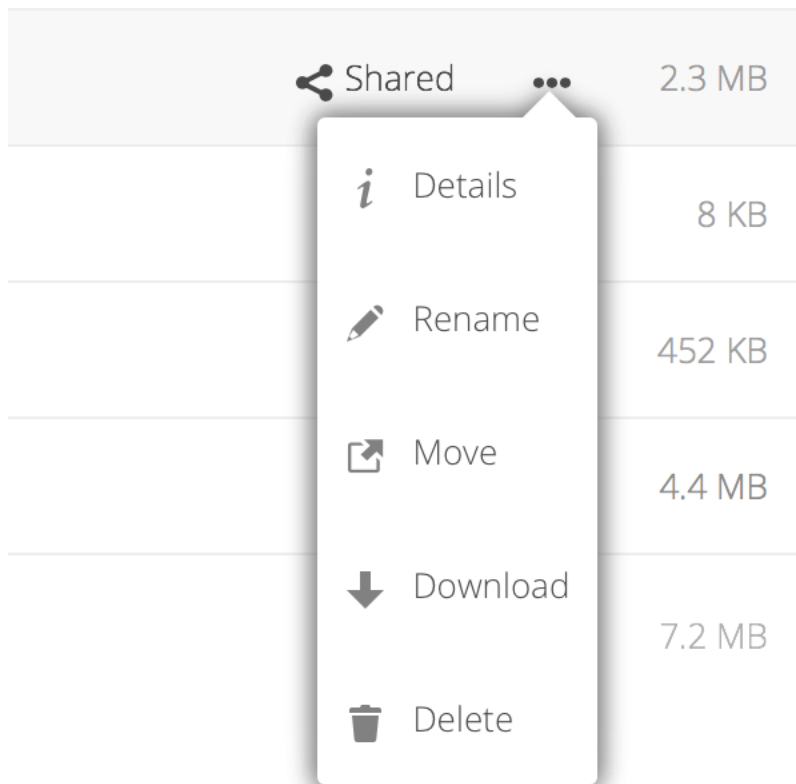 Shared ••• 2.3 MB
Details
8 KB
Rename
452 KB
Move
4.4 MB
Download
7.2 MB
Delete